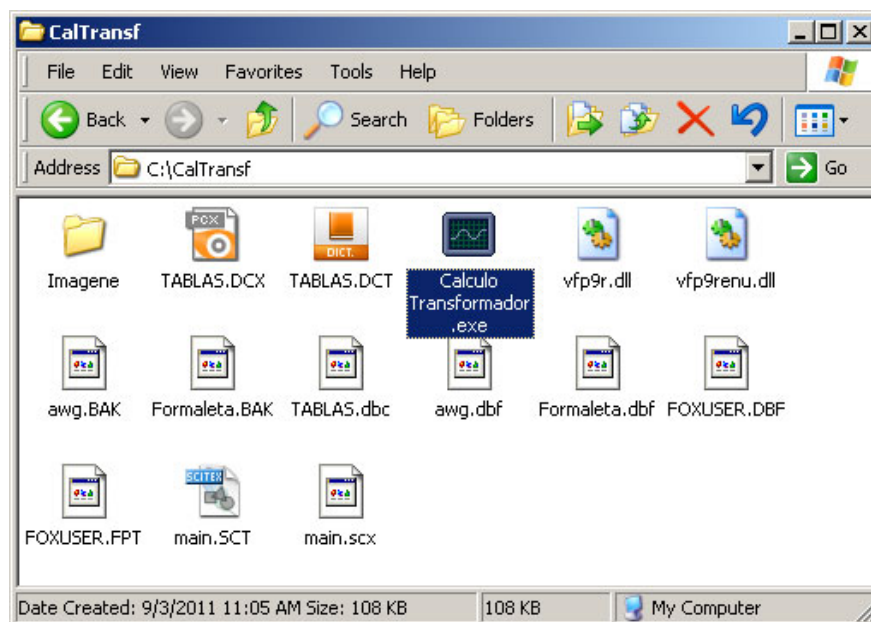 CalTransf
File Edit View Favorites Tools Help
Back Search Folders
Address C:\CalTransf Go
PCX
DICT.
Imagene TABLAS.DCX TABLAS.DCT Calculo Transformador .exe vfp9r.dll vfp9renu.dll
awg.BAK Formaleta.BAK TABLAS.dbc awg.dbf Formaleta.dbf FOXUSER.DBF
SCITEX
FOXUSER.FPT main.SCT main.scx
Date Created: 9/3/2011 11:05 AM Size: 108 KB 108 KB My Computer